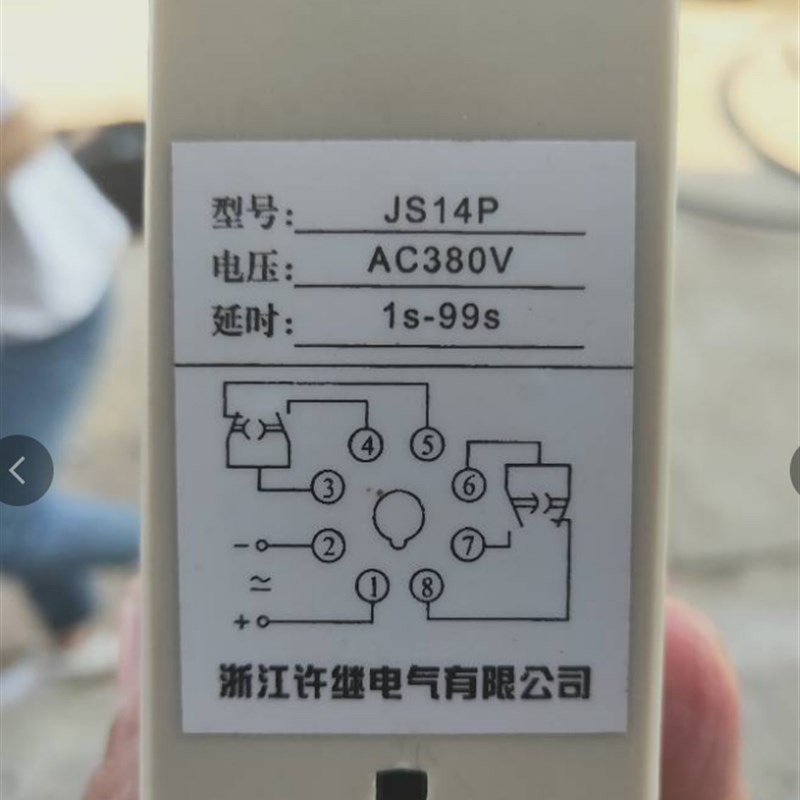 型号: JS14P
电压: AC380V
延时: 1s-99s
④ ⑤
③ ⑥
- ② ⑦
≃ ① ⑧
+
浙江许继电气有限公司